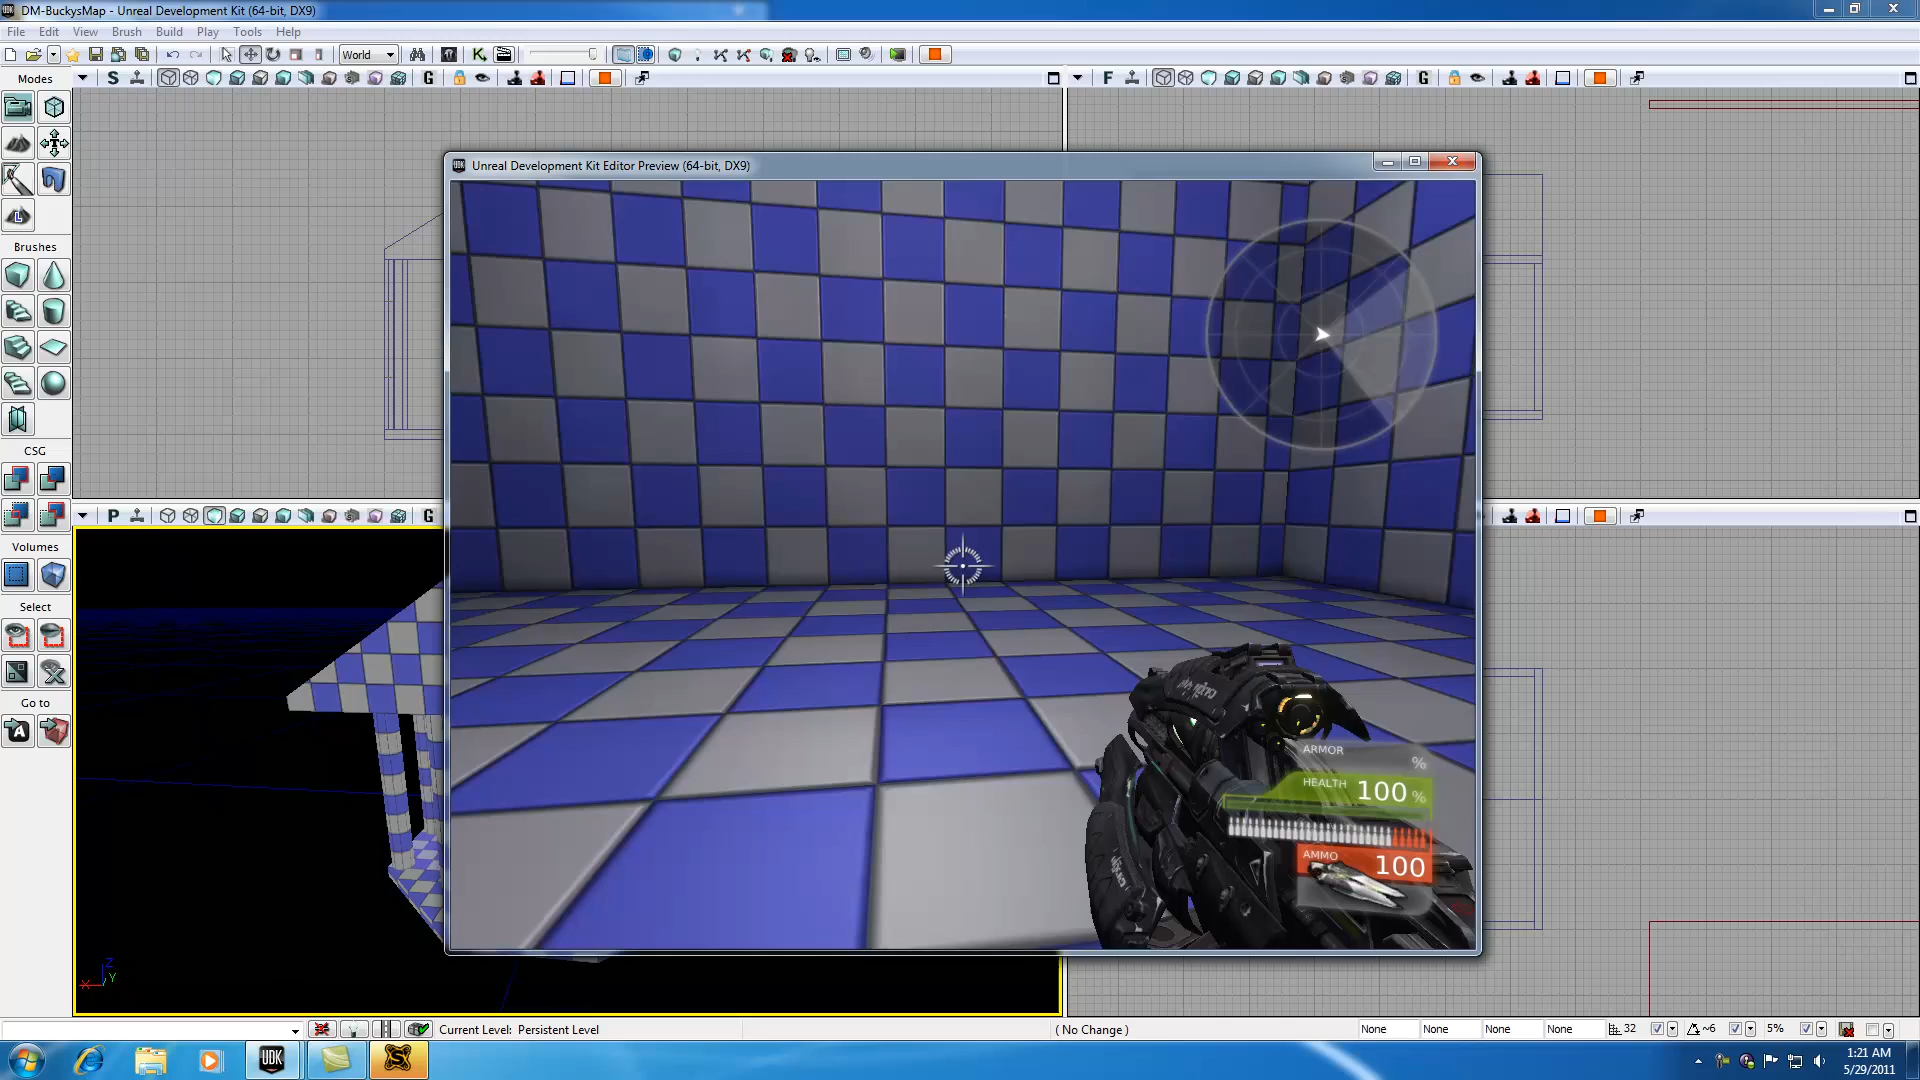 DM-BuckysMap - Unreal Development Kit (64-bit, DX9)
File Edit View Brush Build Play Tools Help
World
Modes
S
G
F
G
Unreal Development Kit Editor Preview (64-bit, DX9)
L
Brushes
CSG
P
G
Volumes
Select
Go to
A
ARMOR
%
HEALTH 100 %
AMMO 100
Z
X Y
Current Level: Persistent Level
( No Change )
None None None None 32 ~6 5%
UDK
1:21 AM
5/29/2011